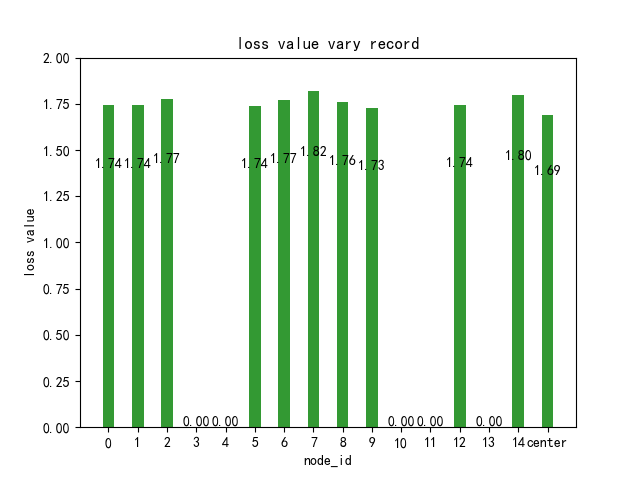 loss value vary record
loss value
2.00
1.75
1.50
1.25
1.00
0.75
0.50
0.25
0.00
1.74 1.74 1.77 0.00 0.00 1.74 1.77 1.82 1.76 1.73 0.00 0.00 1.74 0.00 1.80 1.69
0 1 2 3 4 5 6 7 8 9 10 11 12 13 14 center
node_id